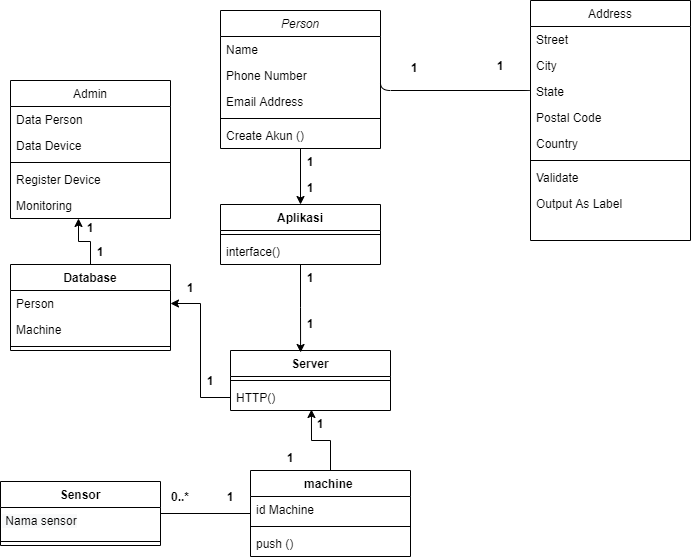 Person
Name
Phone Number
Email Address
Create Akun ()
1
1
Address
Street
City
State
Postal Code
Country
Validate
Output As Label
Admin
Data Person
Data Device
Register Device
Monitoring
1
1
1
1
Aplikasi
interface()
Database
Person
Machine
1
1
1
1
Server
HTTP()
1
1
Sensor
Nama sensor
0..*
1
machine
id Machine
push ()